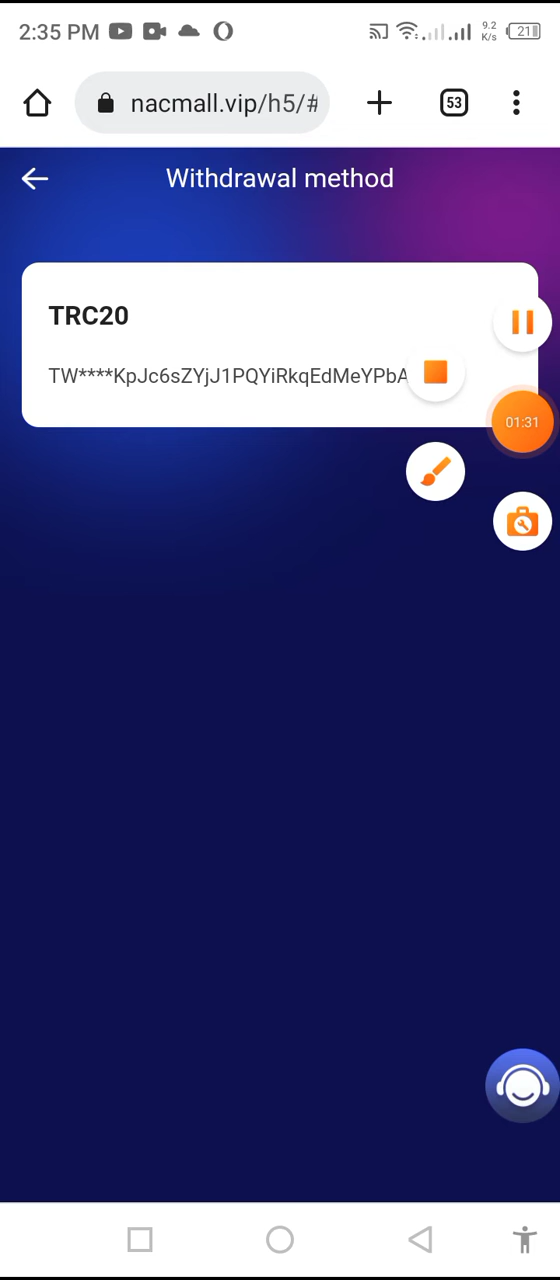 2:35 PM 9.2 K/s 21
nacmall.vip/h5/# 53
Withdrawal method
TRC20
TW****KpJc6sZYjJ1PQYiRkqEdMeYPbA
01:31